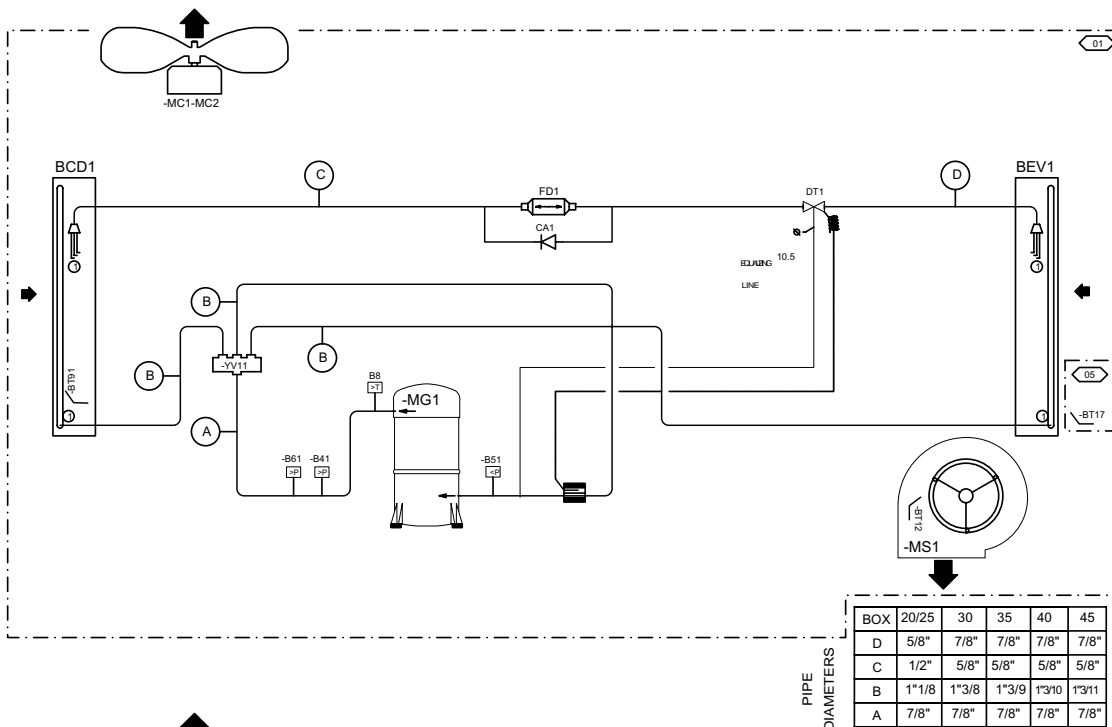 01
-MC1-MC2
BCD1
BEV1
C
D
FD1
DT1
CA1
1
1
Ø
EQUALIZING 10.5
LINE
B
B
B
-YV11
-BT91
05
B8
>T
-MG1
1
1
-BT17
A
-B61 -B41
>P >P
-B51
<P
-BT12
-MS1
PIPE
DIAMETERS
BOX 20/25 30 35 40 45
D 5/8" 7/8" 7/8" 7/8" 7/8"
C 1/2" 5/8" 5/8" 5/8" 5/8"
B 1"1/8 1"3/8 1"3/9 1"3/10 1"3/11
A 7/8" 7/8" 7/8" 7/8" 7/8"